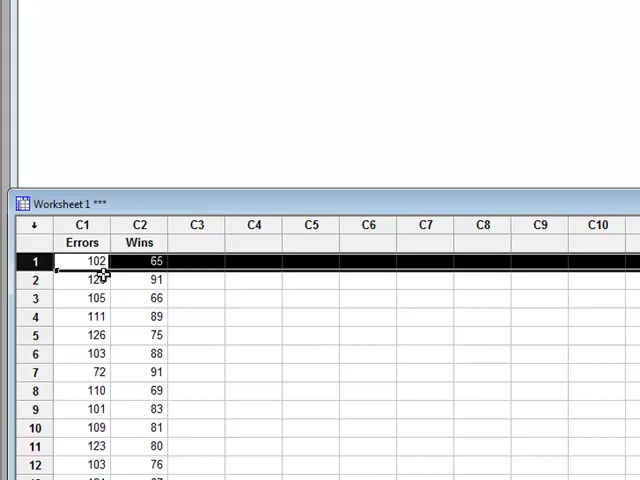 Worksheet 1 ***
↓ C1 C2 C3 C4 C5 C6 C7 C8 C9 C10
Errors Wins
1 102 65
2 91
3 105 66
4 111 89
5 126 75
6 103 88
7 72 91
8 110 69
9 101 83
10 109 81
11 123 80
12 103 76